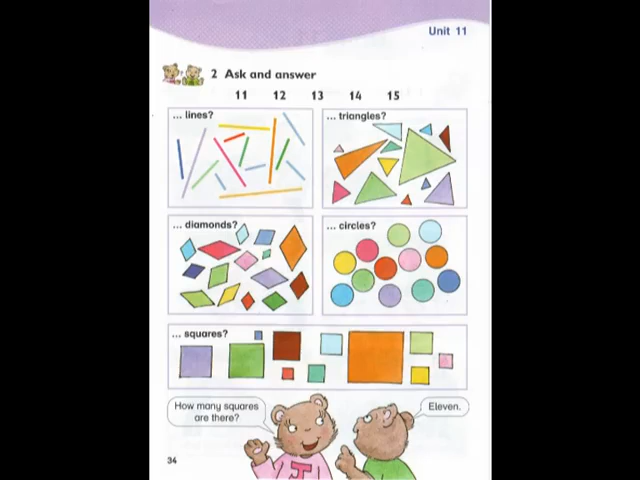 Unit 11
2 Ask and answer
11 12 13 14 15
... lines?
... triangles?
... diamonds?
... circles?
... squares?
How many squares
are there?
Eleven.
34
J